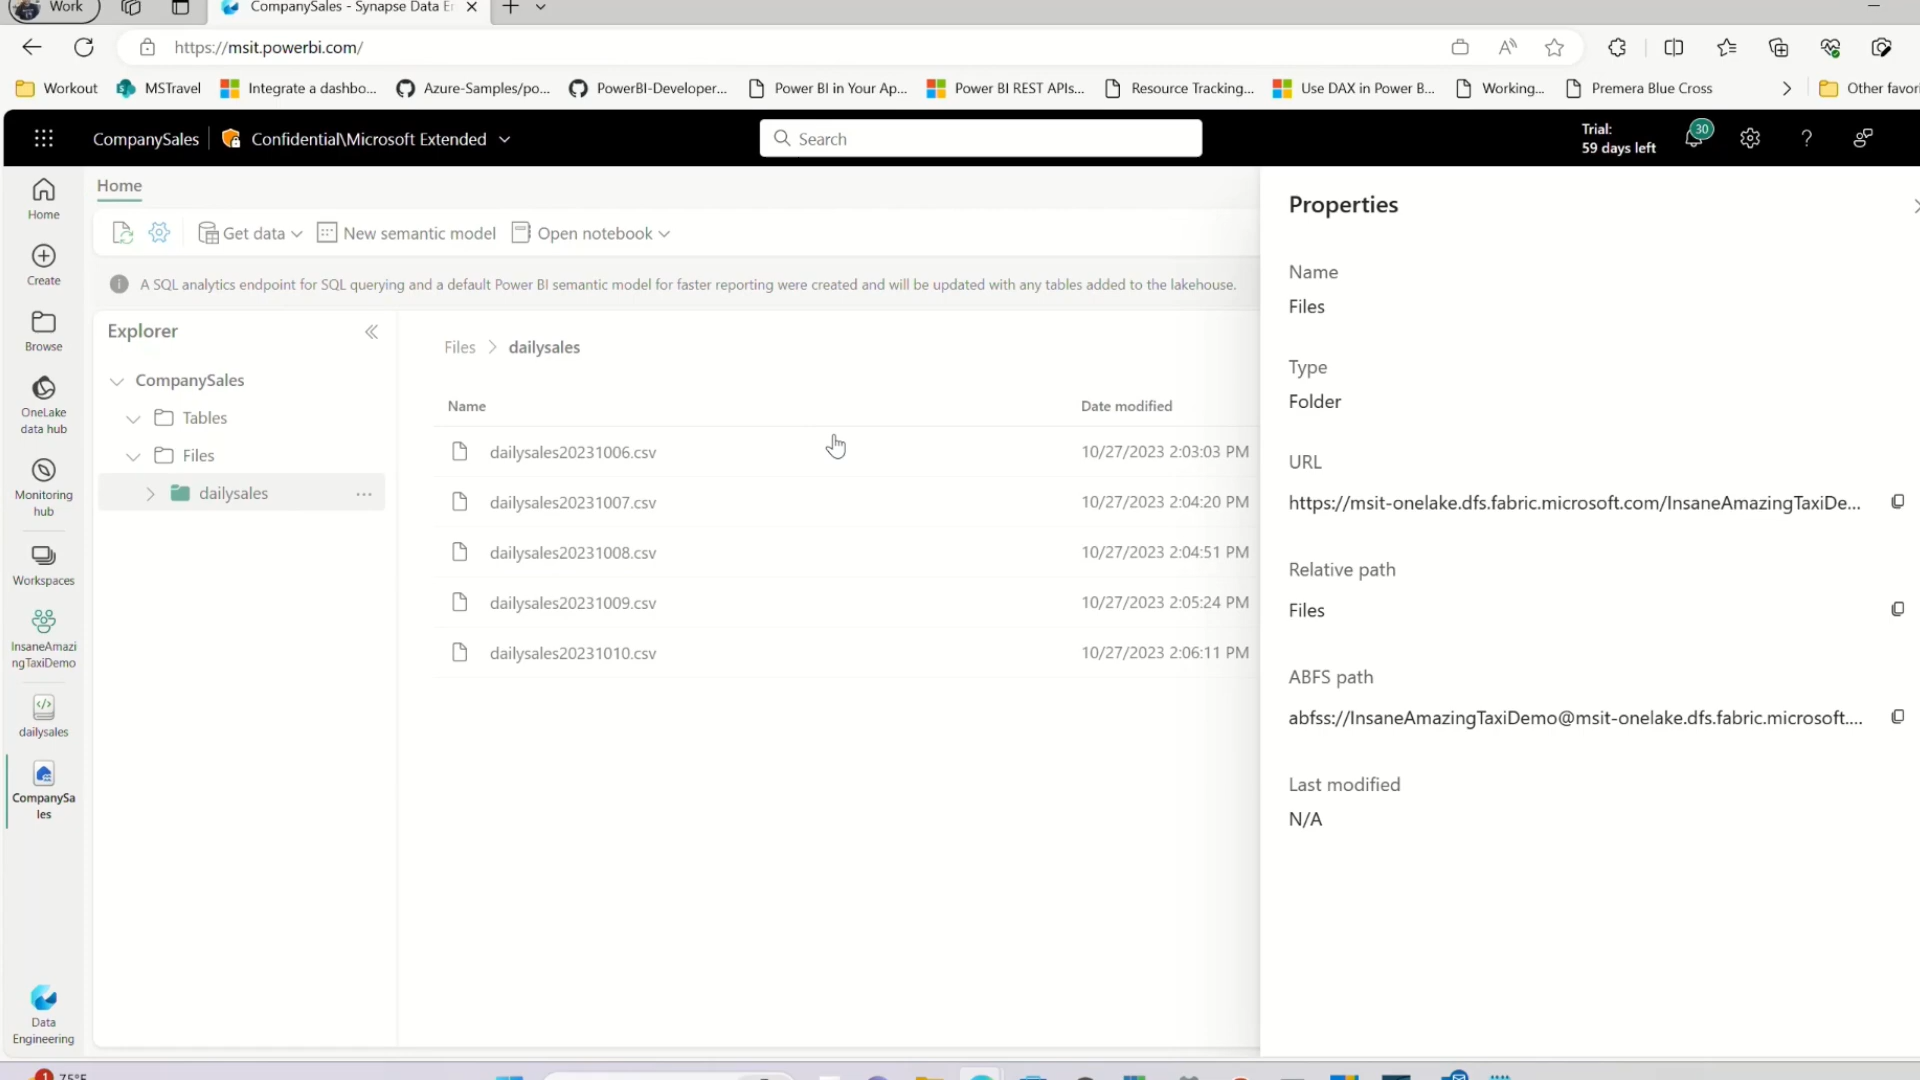 Work
CompanySales - Synapse Data E
https://msit.powerbi.com/
Workout
MSTravel
Integrate a dashbo...
Azure-Samples/po...
PowerBI-Developer...
Power BI in Your Ap...
Power BI REST APIs...
Resource Tracking...
Use DAX in Power B...
Working...
Premera Blue Cross
Other favori
CompanySales
Confidential\Microsoft Extended
Search
Trial:
59 days left
30
Home
Create
Browse
OneLake
data hub
Monitoring
hub
Workspaces
InsaneAmazi
ngTaxiDemo
dailysales
CompanySa
les
Data
Engineering
Home
Get data
New semantic model
Open notebook
A SQL analytics endpoint for SQL querying and a default Power BI semantic model for faster reporting were created and will be updated with any tables added to the lakehouse.
Explorer
CompanySales
Tables
Files
dailysales
Files > dailysales
Name Date modified
dailysales20231006.csv 10/27/2023 2:03:03 PM
dailysales20231007.csv 10/27/2023 2:04:20 PM
dailysales20231008.csv 10/27/2023 2:04:51 PM
dailysales20231009.csv 10/27/2023 2:05:24 PM
dailysales20231010.csv 10/27/2023 2:06:11 PM
Properties
Name
Files
Type
Folder
URL
https://msit-onelake.dfs.fabric.microsoft.com/InsaneAmazingTaxiDe...
Relative path
Files
ABFS path
abfss://InsaneAmazingTaxiDemo@msit-onelake.dfs.fabric.microsoft....
Last modified
N/A
1
75°F